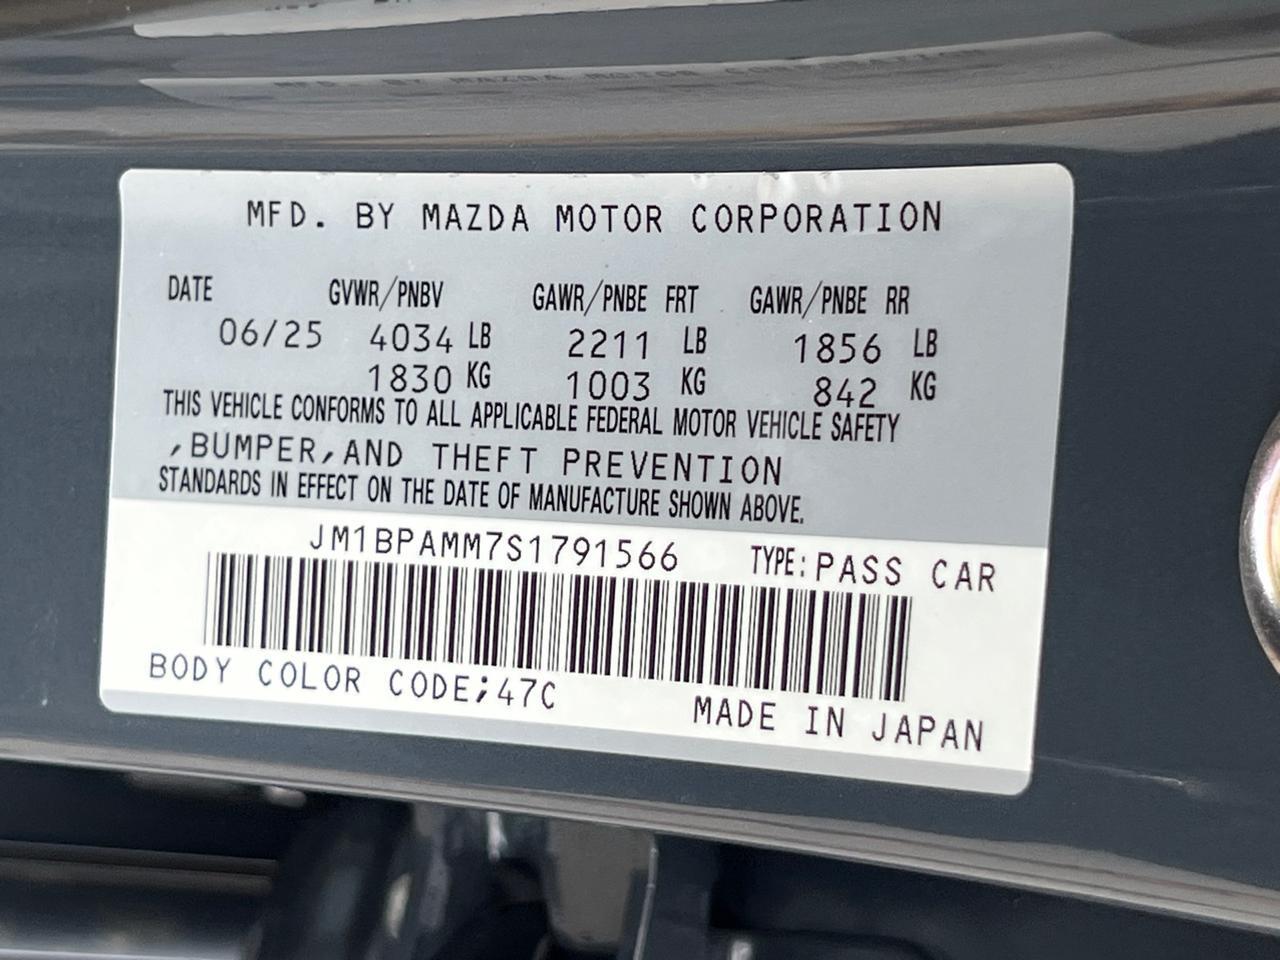 MFD. BY MAZDA MOTOR CORPORATION
DATE GVWR/PNBV GAWR/PNBE FRT GAWR/PNBE RR
06/25 4034 LB 2211 LB 1856 LB
1830 KG 1003 KG 842 KG
THIS VEHICLE CONFORMS TO ALL APPLICABLE FEDERAL MOTOR VEHICLE SAFETY
,BUMPER,AND THEFT PREVENTION
STANDARDS IN EFFECT ON THE DATE OF MANUFACTURE SHOWN ABOVE.
JM1BPAMM7S1791566 TYPE:PASS CAR
BODY COLOR CODE;47C
MADE IN JAPAN